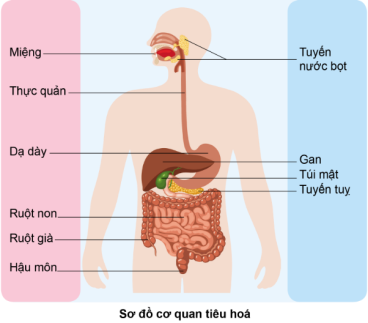 Miệng
Thực quản
Dạ dày
Ruột non
Ruột già
Hậu môn
Tuyến
nước bọt
Gan
Túi mật
Tuyến tuỵ
Sơ đồ cơ quan tiêu hoá